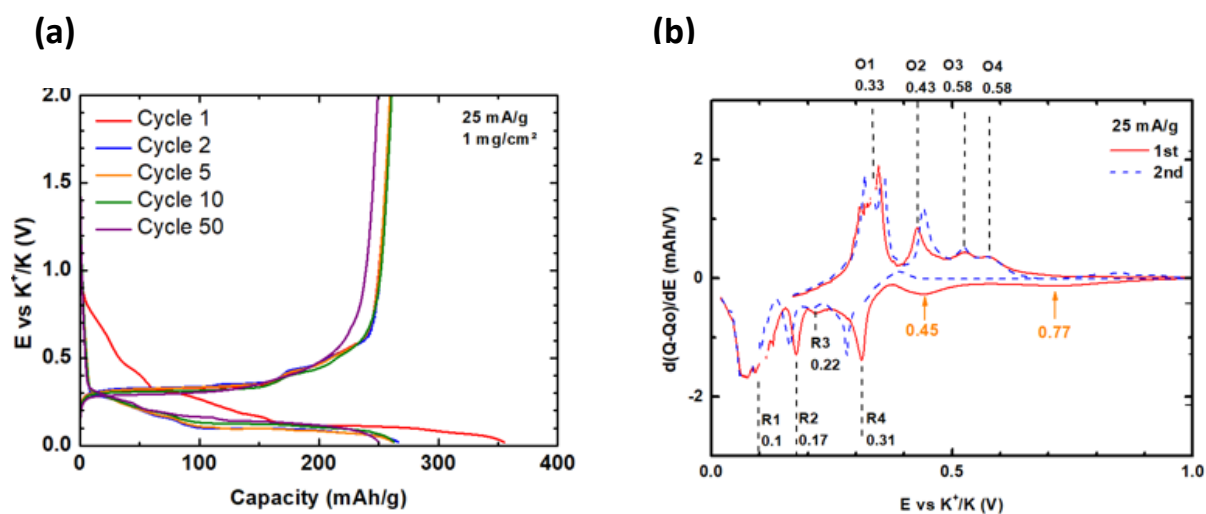 (a)
2.0
1.5
1.0
0.5
0.0
E vs K⁺/K (V)
Cycle 1
Cycle 2
Cycle 5
Cycle 10
Cycle 50
25 mA/g
1 mg/cm²
0
100
200
300
400
Capacity (mAh/g)
(b)
O1
0.33
O2
0.43
O3
0.58
O4
0.58
25 mA/g
1st
2nd
2
0
-2
d(Q-Qo)/dE (mAh/V)
0.45
0.77
R3
0.22
R1
0.1
R2
0.17
R4
0.31
0.0
0.5
1.0
E vs K⁺/K (V)